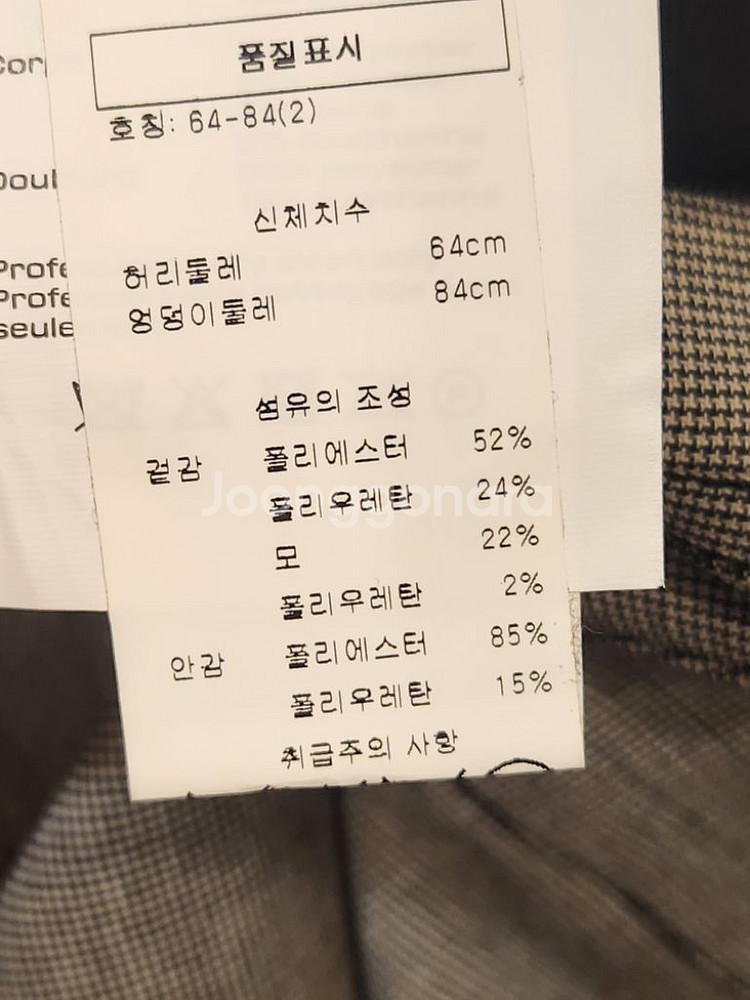 품질표시
호칭: 64-84(2)
신체치수
허리둘레 64cm
엉덩이둘레 84cm
섬유의 조성
겉감 폴리에스터 52%
폴리우레탄 24%
모 22%
폴리우레탄 2%
안감 폴리에스터 85%
폴리우레탄 15%
취급주의 사항
Joonggonara
Profe
Profe
seule